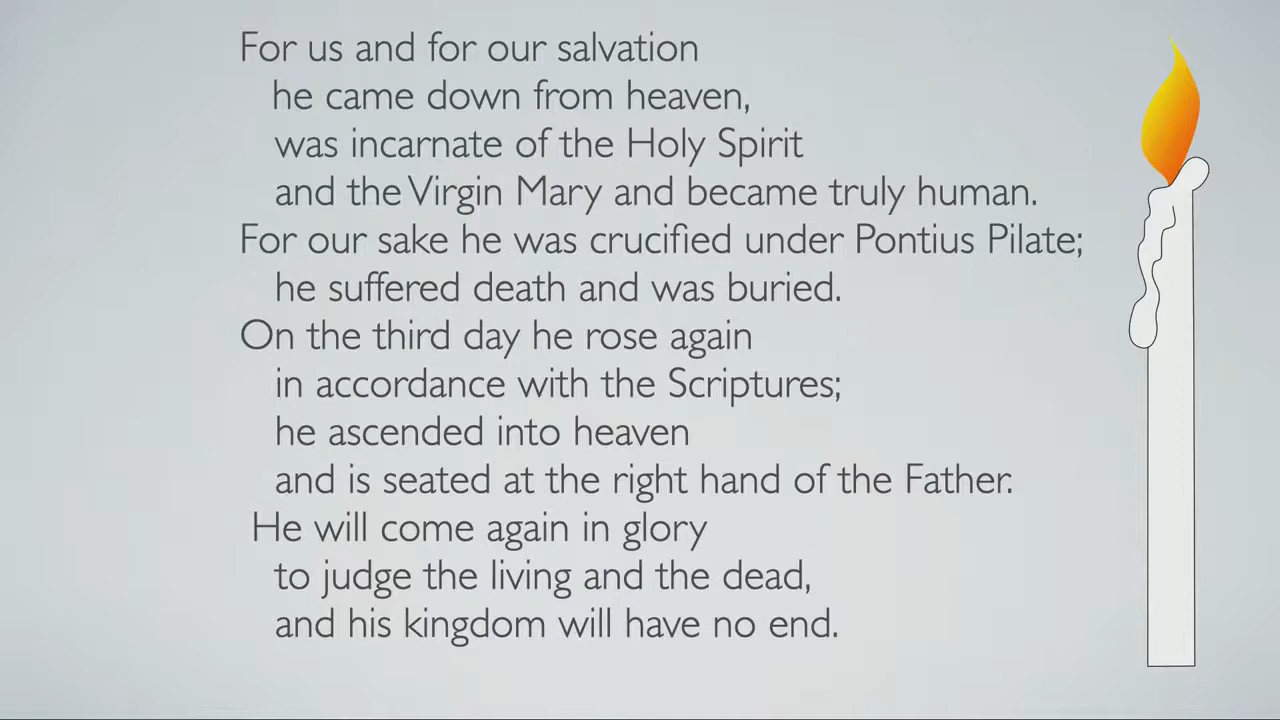 For us and for our salvation
he came down from heaven,
was incarnate of the Holy Spirit
and the Virgin Mary and became truly human.
For our sake he was crucified under Pontius Pilate;
he suffered death and was buried.
On the third day he rose again
in accordance with the Scriptures;
he ascended into heaven
and is seated at the right hand of the Father.
He will come again in glory
to judge the living and the dead,
and his kingdom will have no end.